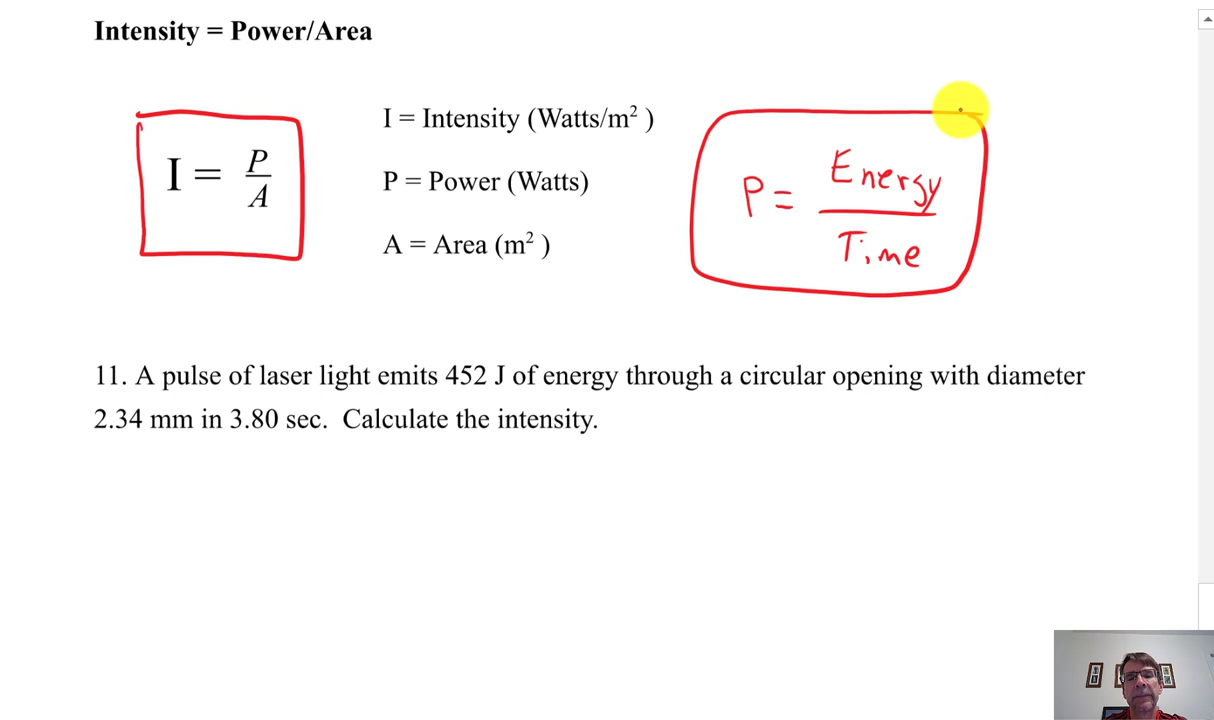 Intensity = Power/Area
I = P/A
I = Intensity (Watts/m²)
P = Power (Watts)
A = Area (m²)
P = Energy/Time
11. A pulse of laser light emits 452 J of energy through a circular opening with diameter
2.34 mm in 3.80 sec. Calculate the intensity.